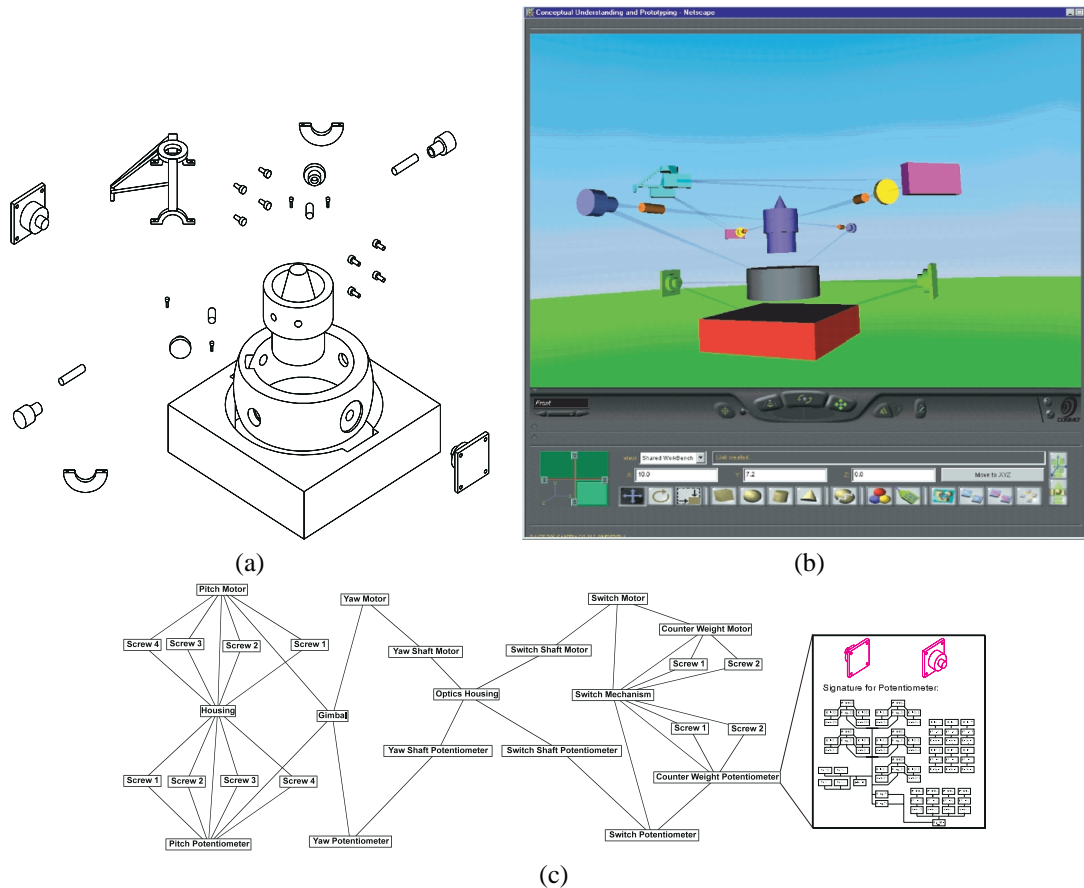 Conceptual Understanding and Prototyping - Netscape
Front
COSMO
Shared WorkBench
Link created
X: 10.0
Y: 7.2
Z: 0.0
Move to XYZ
(a)
(b)
Pitch Motor
Yaw Motor
Switch Motor
Counter Weight Motor
Screw 4
Screw 3
Screw 2
Screw 1
Yaw Shaft Motor
Switch Shaft Motor
Screw 1
Screw 2
Signature for Potentiometer:
Optics Housing
Switch Mechanism
Housing
Gimbal
Screw 1
Screw 2
Yaw Shaft Potentiometer
Switch Shaft Potentiometer
Screw 1
Screw 2
Screw 3
Screw 4
Counter Weight Potentiometer
Pitch Potentiometer
Yaw Potentiometer
Switch Potentiometer
(c)